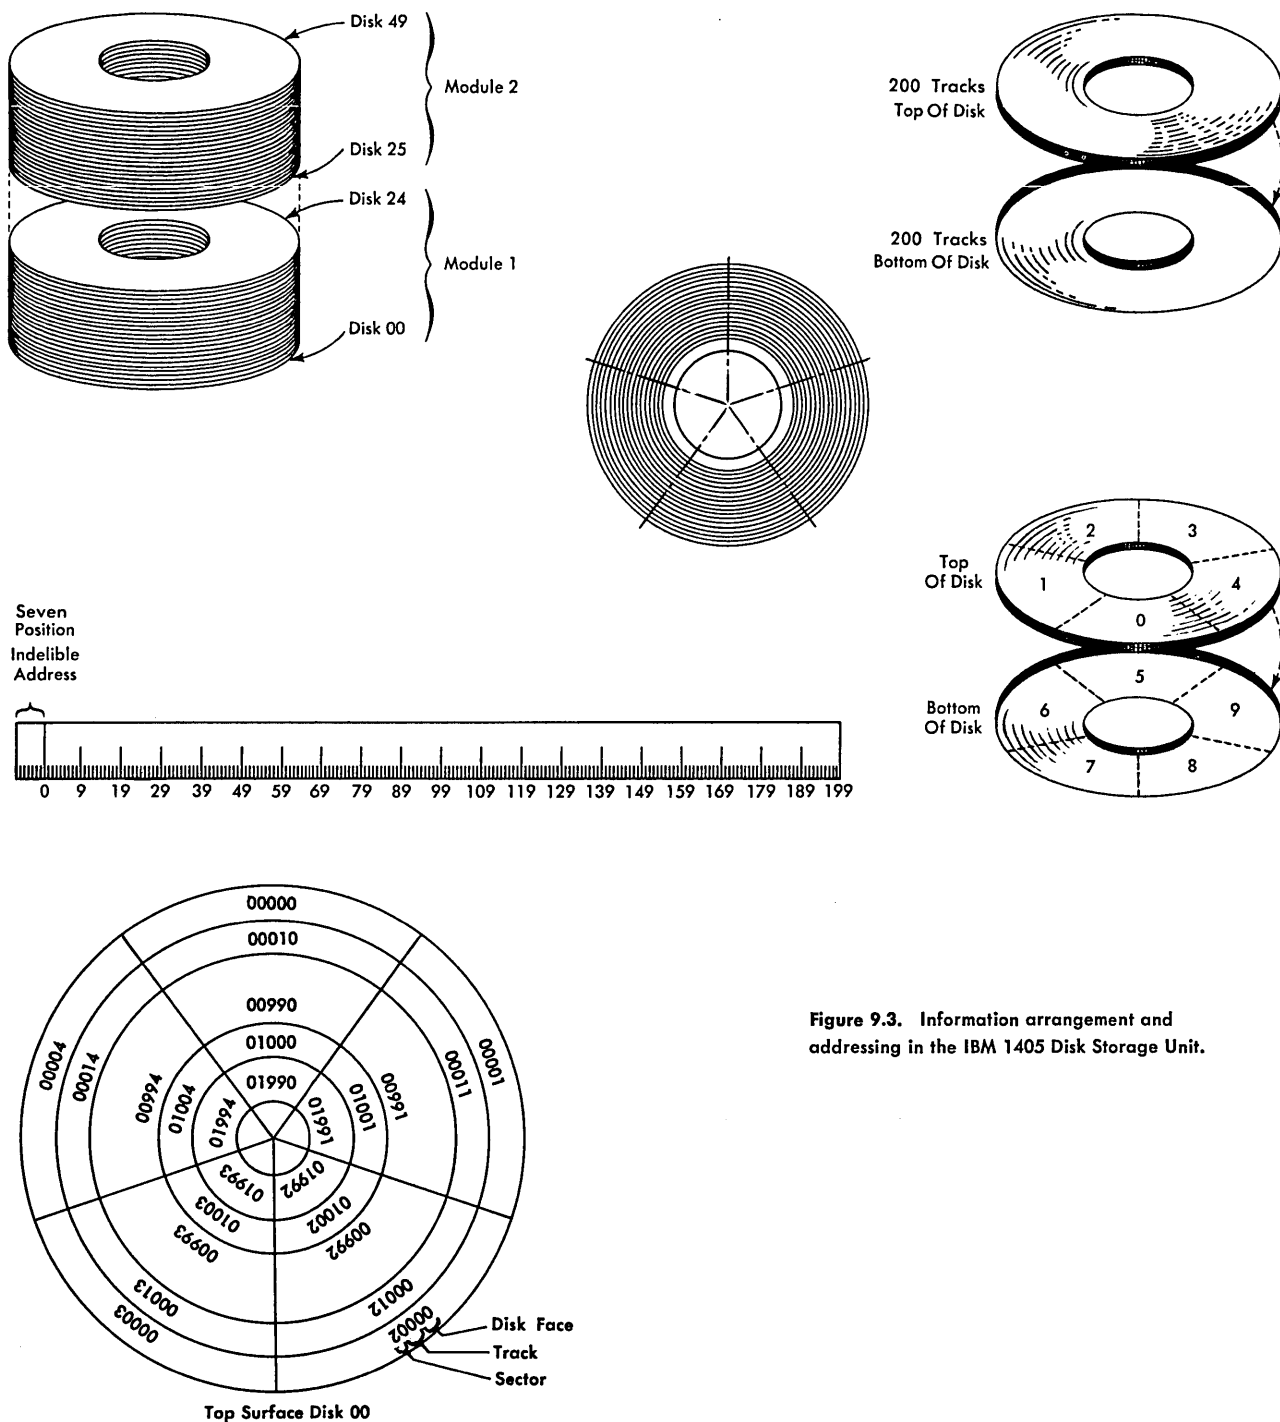 Disk 49
Module 2
Disk 25
Disk 24
Module 1
Disk 00
200 Tracks
Top Of Disk
200 Tracks
Bottom Of Disk
Top
Of Disk
2 3
1 4
0
Bottom
Of Disk
5
6 9
7 8
Seven
Position
Indelible
Address
0 9 19 29 39 49 59 69 79 89 99 109 119 129 139 149 159 169 179 189 199
00000
00010
00990
01000
01990
00001
00011
00991
01001
01991
00002
00012
00992
01002
01992
00003
00013
00993
01003
01993
00004
00014
00994
01004
01994
Disk Face
Track
Sector
Top Surface Disk 00
Figure 9.3. Information arrangement and
addressing in the IBM 1405 Disk Storage Unit.